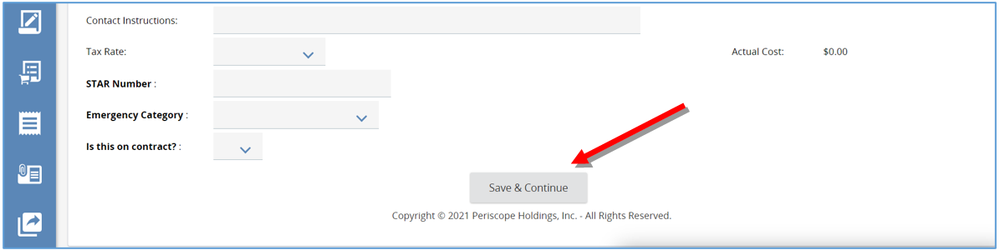 Contact Instructions:
Tax Rate:
Actual Cost: $0.00
STAR Number :
Emergency Category :
Is this on contract? :
Save & Continue
Copyright © 2021 Periscope Holdings, Inc. - All Rights Reserved.